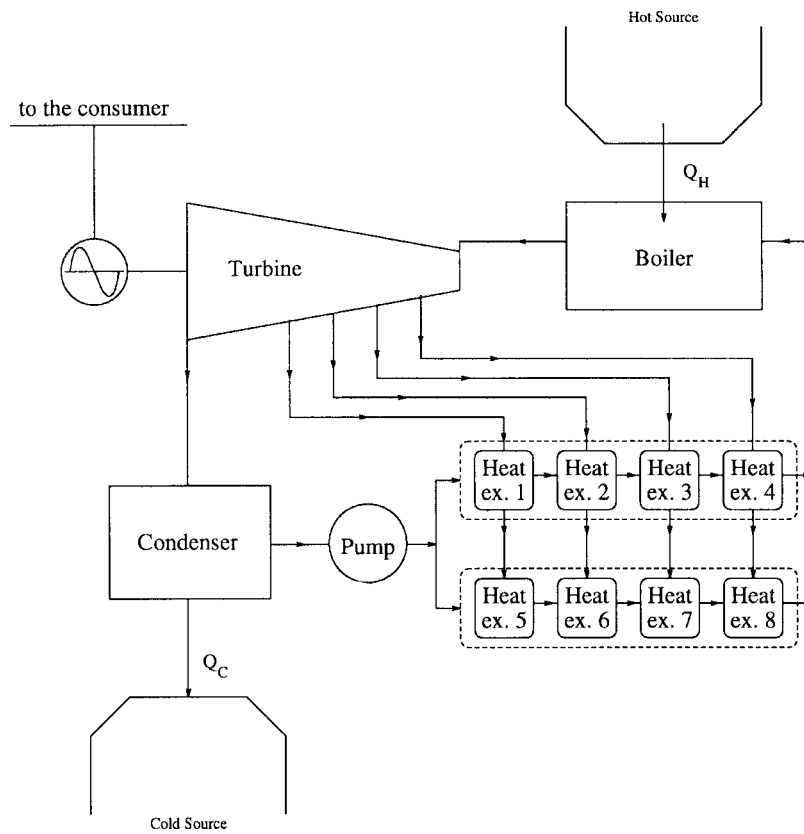 Hot Source
to the consumer
Q_H
Turbine
Boiler
Heat ex. 1
Heat ex. 2
Heat ex. 3
Heat ex. 4
Condenser
Pump
Heat ex. 5
Heat ex. 6
Heat ex. 7
Heat ex. 8
Q_C
Cold Source